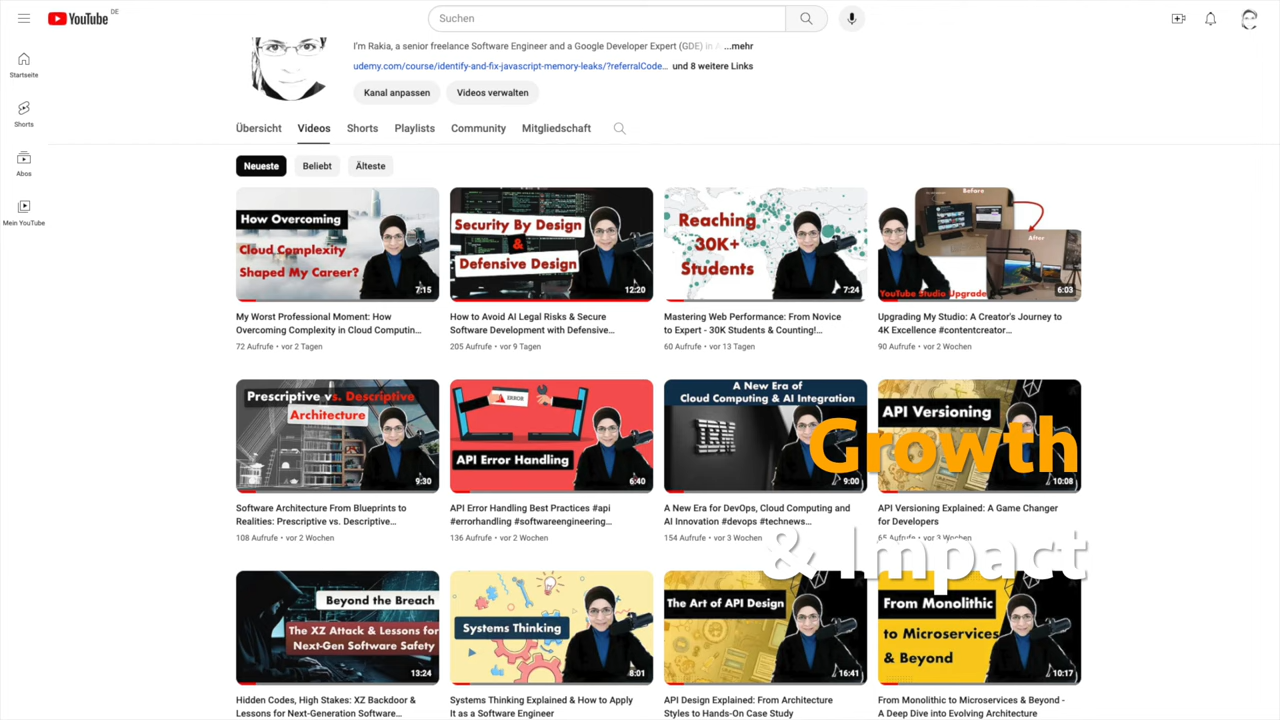 YouTube DE
Suchen
Startseite
Shorts
Abos
Mein YouTube
I'm Rakia, a senior freelance Software Engineer and a Google Developer Expert (GDE) in A ...mehr
udemy.com/course/identify-and-fix-javascript-memory-leaks/?referralCode... und 8 weitere Links
Kanal anpassen
Videos verwalten
Übersicht
Videos
Shorts
Playlists
Community
Mitgliedschaft
Neueste
Beliebt
Älteste
How Overcoming
Cloud Complexity
Shaped My Career?
7:15
My Worst Professional Moment: How
Overcoming Complexity in Cloud Computin...
72 Aufrufe • vor 2 Tagen
Security By Design
&
Defensive Design
12:20
How to Avoid AI Legal Risks & Secure
Software Development with Defensive...
205 Aufrufe • vor 9 Tagen
Reaching
30K+
Students
7:24
Mastering Web Performance: From Novice
to Expert - 30K Students & Counting!...
60 Aufrufe • vor 13 Tagen
Before
After
YouTube Studio Upgrade
6:03
Upgrading My Studio: A Creator's Journey to
4K Excellence #contentcreator...
90 Aufrufe • vor 2 Wochen
Prescriptive vs. Descriptive
Architecture
9:30
Software Architecture From Blueprints to
Realities: Prescriptive vs. Descriptive...
108 Aufrufe • vor 2 Wochen
ERROR
API Error Handling
6:40
API Error Handling Best Practices #api
#errorhandling #softwareengineering...
136 Aufrufe • vor 2 Wochen
A New Era of
Cloud Computing & AI Integration
IBM
9:00
A New Era for DevOps, Cloud Computing and
AI Innovation #devops #technews...
154 Aufrufe • vor 3 Wochen
API Versioning
10:08
API Versioning Explained: A Game Changer
for Developers
65 Aufrufe • vor 3 Wochen
Growth
& Impact
Beyond the Breach
The XZ Attack & Lessons for
Next-Gen Software Safety
13:24
Hidden Codes, High Stakes: XZ Backdoor &
Lessons for Next-Generation Software...
Systems Thinking
8:01
Systems Thinking Explained & How to Apply
It as a Software Engineer
The Art of API Design
16:41
API Design Explained: From Architecture
Styles to Hands-On Case Study
From Monolithic
to Microservices
& Beyond
10:17
From Monolithic to Microservices & Beyond -
A Deep Dive into Evolving Architecture